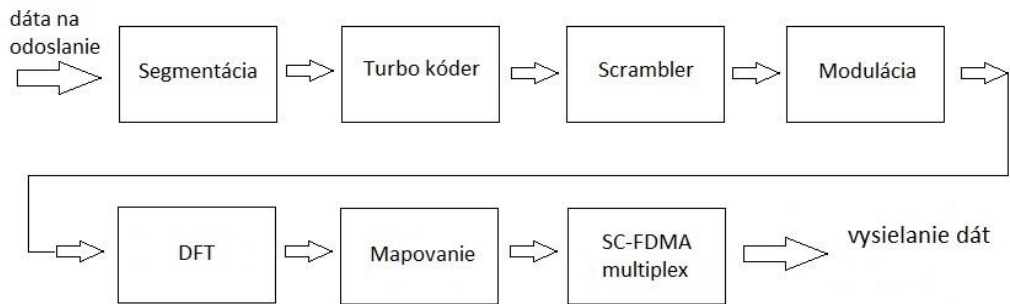 dáta na
odoslanie
Segmentácia
Turbo kóder
Scrambler
Modulácia
DFT
Mapovanie
SC-FDMA
multiplex
vysielanie dát